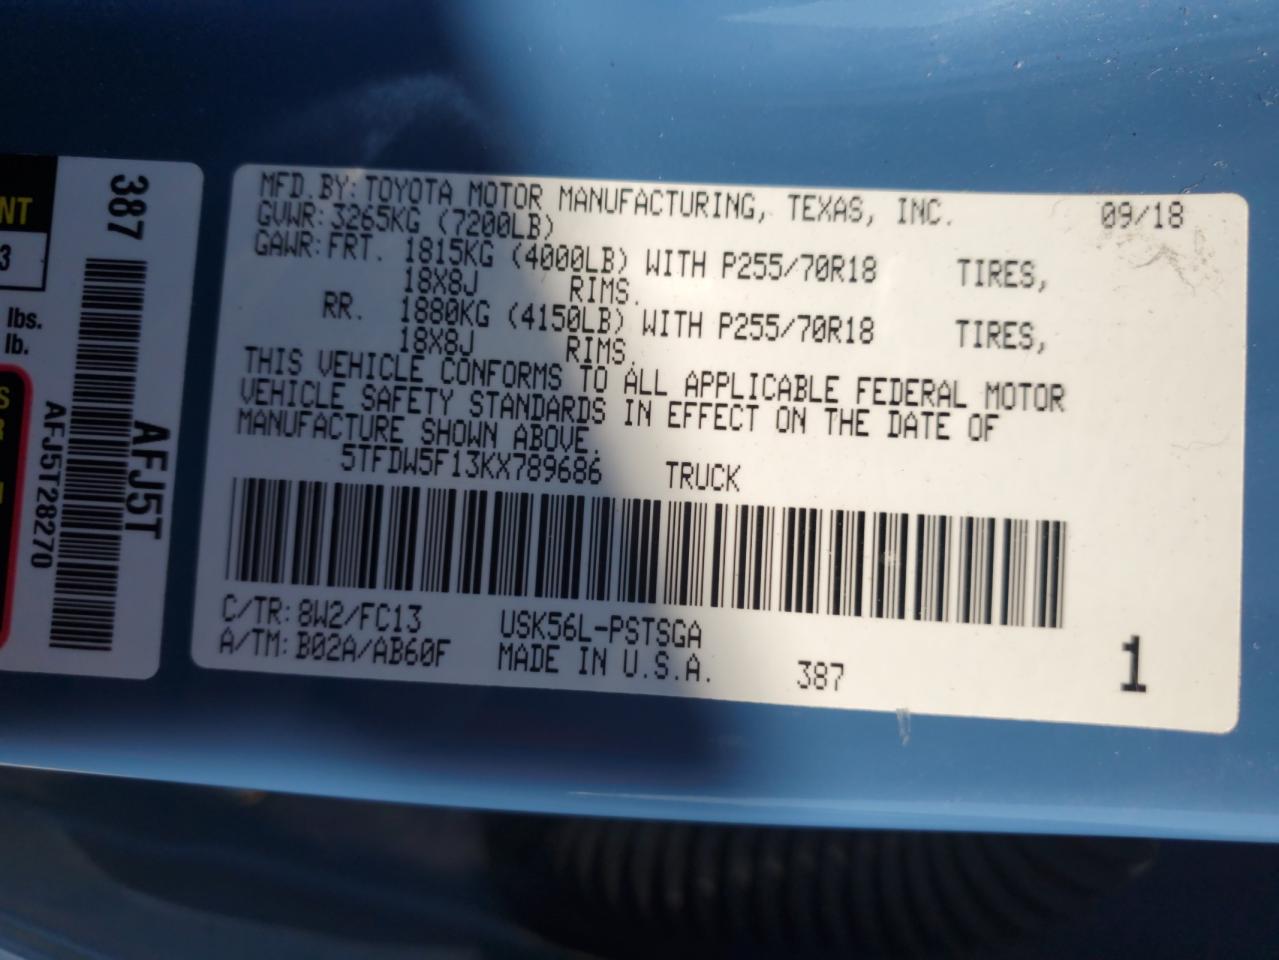 NT
3
lbs.
lb.
S
R
387
AFJ5T
AFJ5T28270
MFD.BY:TOYOTA MOTOR MANUFACTURING, TEXAS, INC. 09/18
GVWR:3265KG (7200LB)
GAWR:FRT. 1815KG (4000LB) WITH P255/70R18 TIRES,
18X8J RIMS.
RR. 1880KG (4150LB) WITH P255/70R18 TIRES,
18X8J RIMS.
THIS VEHICLE CONFORMS TO ALL APPLICABLE FEDERAL MOTOR
VEHICLE SAFETY STANDARDS IN EFFECT ON THE DATE OF
MANUFACTURE SHOWN ABOVE.
5TFDW5F13KX789686 TRUCK
C/TR:8W2/FC13 USK56L-PSTSGA
A/TM:B02A/AB60F MADE IN U.S.A. 387 1